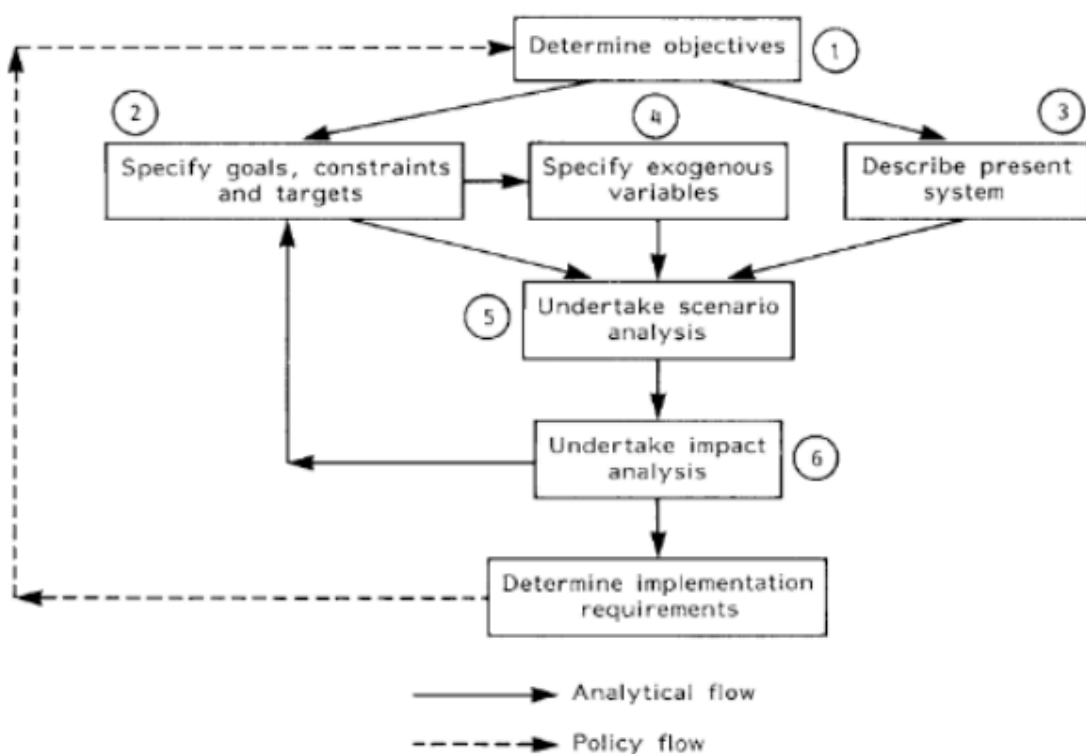 Determine objectives
1
2
4
3
Specify goals, constraints
and targets
Specify exogenous
variables
Describe present
system
5
Undertake scenario
analysis
Undertake impact
analysis
6
Determine implementation
requirements
Analytical flow
Policy flow